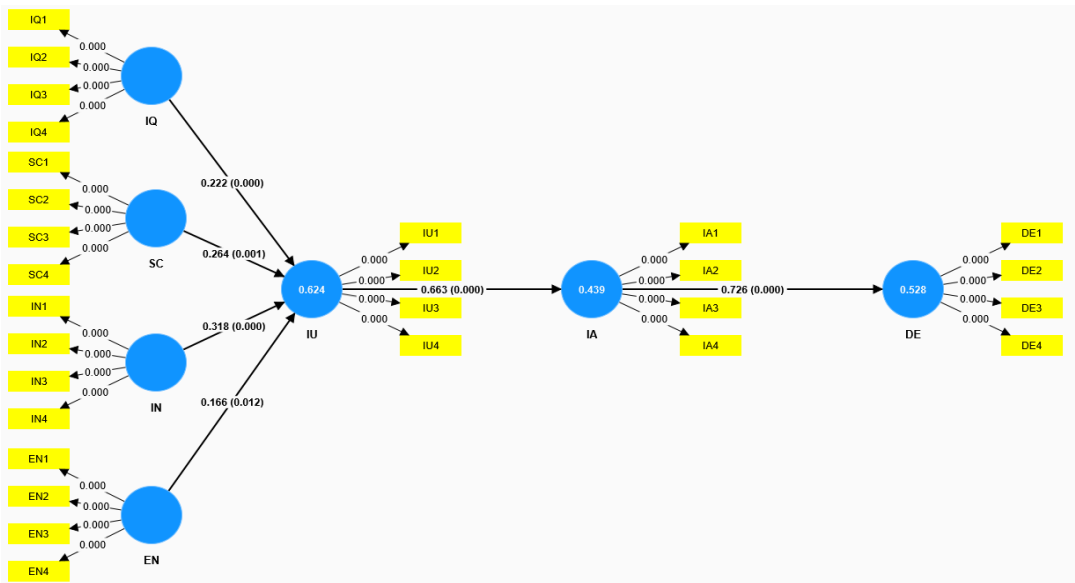 IQ1
IQ2
IQ3
IQ4
0.000
0.000
0.000
0.000
IQ
SC1
SC2
SC3
SC4
0.000
0.000
0.000
0.000
SC
IN1
IN2
IN3
IN4
0.000
0.000
0.000
0.000
IN
EN1
EN2
EN3
EN4
0.000
0.000
0.000
0.000
EN
0.222 (0.000)
0.264 (0.001)
0.318 (0.000)
0.166 (0.012)
0.624
IU
IU1
IU2
IU3
IU4
0.000
0.000
0.000
0.000
0.663 (0.000)
0.439
IA
IA1
IA2
IA3
IA4
0.000
0.000
0.000
0.000
0.726 (0.000)
0.528
DE
DE1
DE2
DE3
DE4
0.000
0.000
0.000
0.000